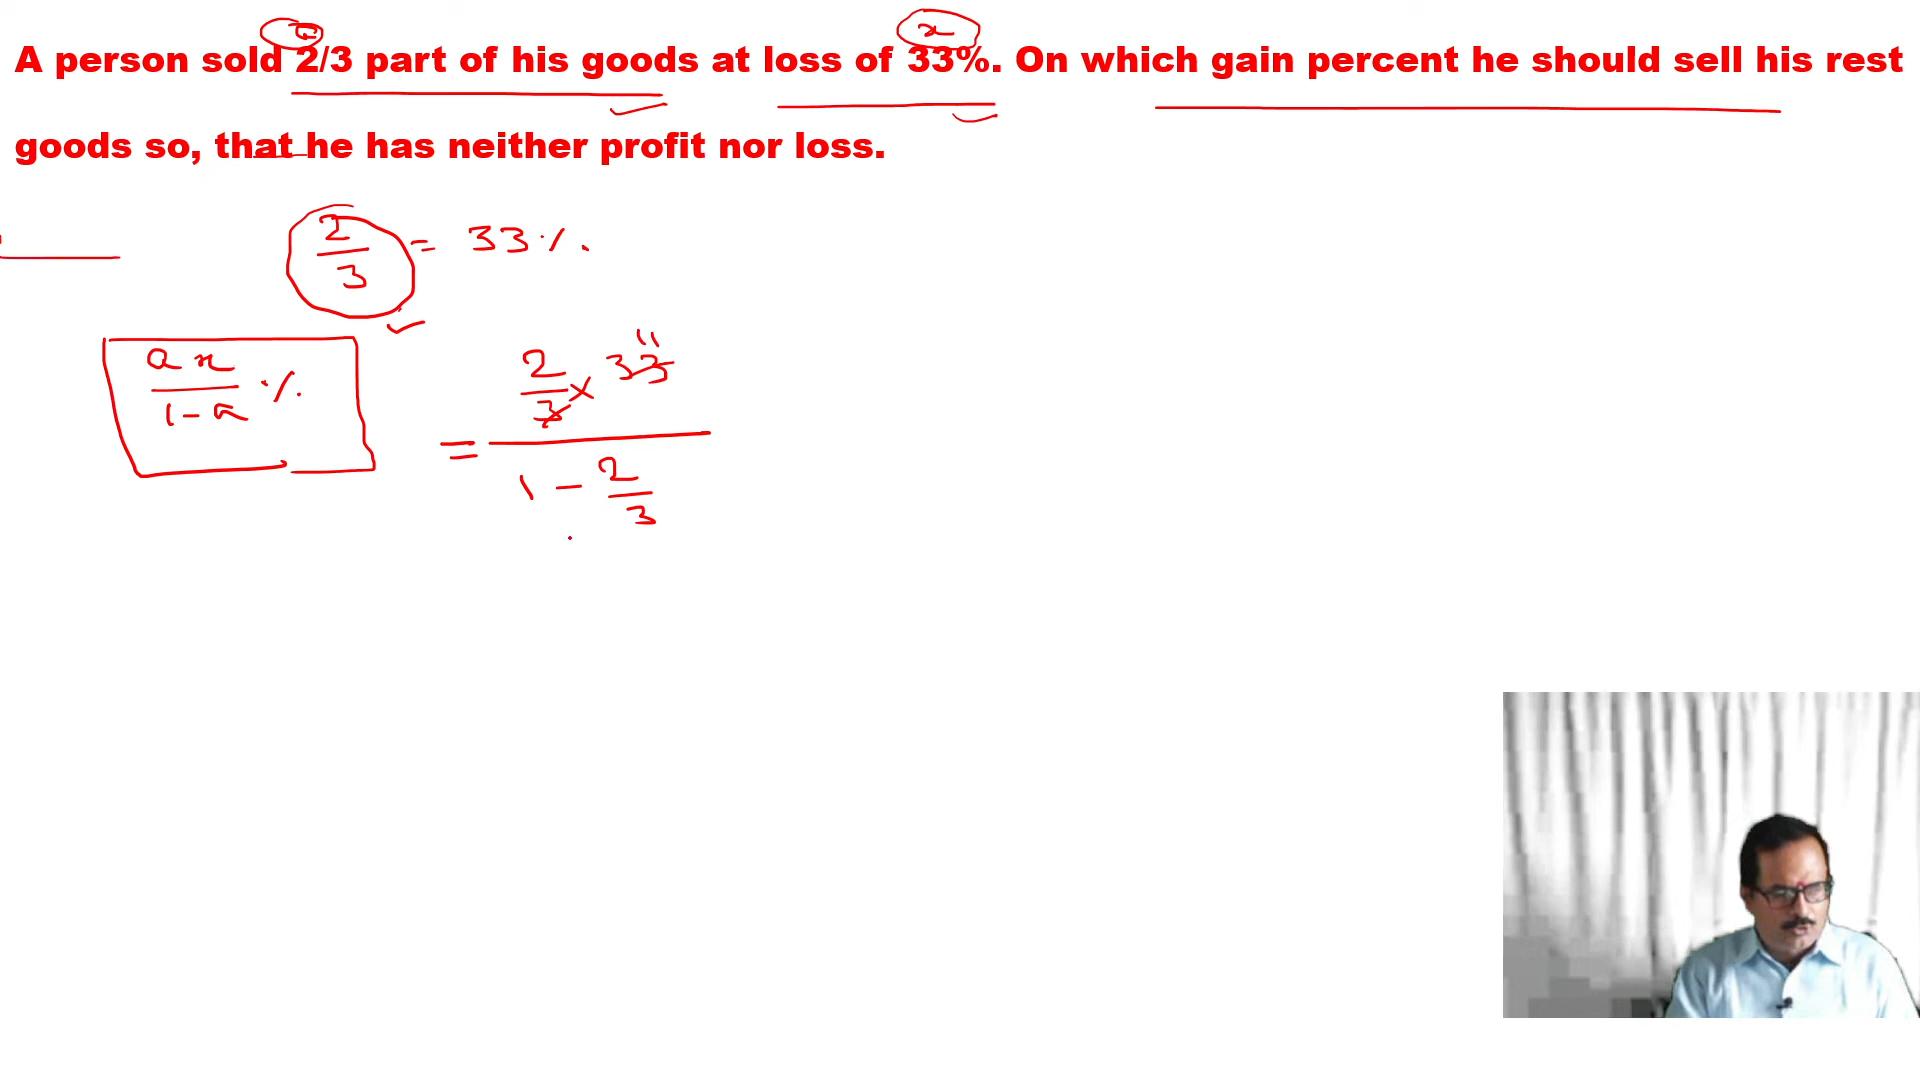 a x
A person sold 2/3 part of his goods at loss of 33%. On which gain percent he should sell his rest
goods so, that he has neither profit nor loss.
2/3 = 33%.
ax/1-a %
11
= 2/3 × 33
1 - 2/3